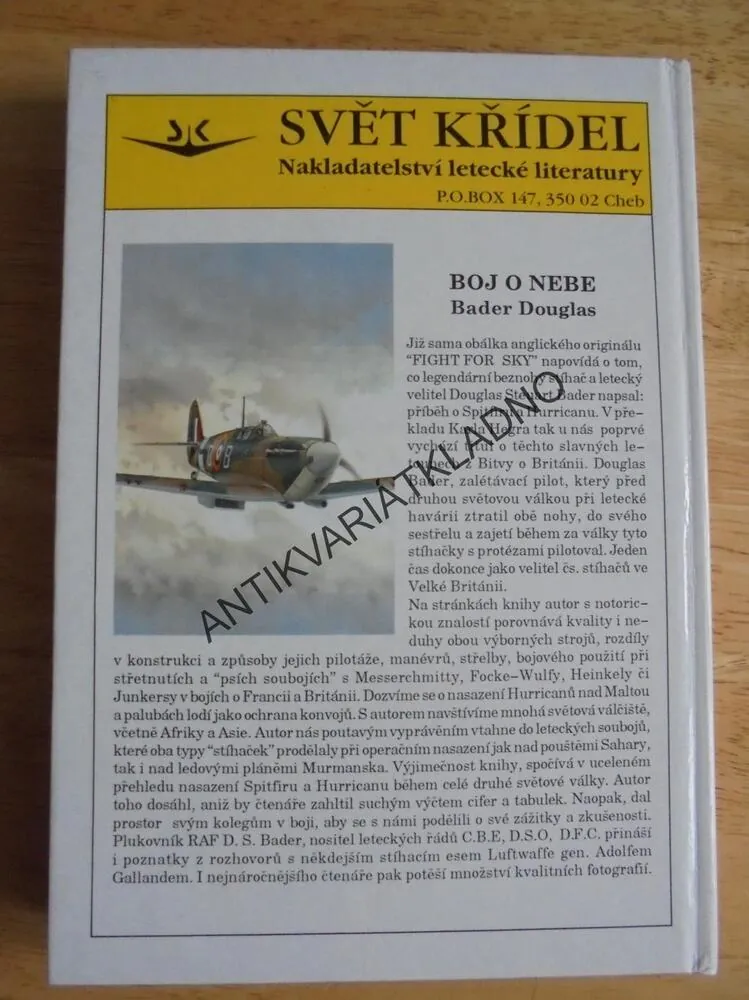 SVĚT KŘÍDEL
Nakladatelství letecké literatury
P.O.BOX 147, 350 02 Cheb
BOJ O NEBE
Bader Douglas
Již sama obálka anglického originálu
“FIGHT FOR SKY” napovídá o tom,
co legendární beznohý stíhač a letecký
velitel Douglas Steuart Bader napsal:
příběh o Spitfiru a Hurricanu. V pře-
kladu Karla Hegra tak u nás poprvé
vychází titul o těchto slavných le-
tounech z Bitvy o Británii. Douglas
Bader, zalétávací pilot, který před
druhou světovou válkou při letecké
havárii ztratil obě nohy, do svého
sestřelu a zajetí během za války tyto
stíhačky s protézami pilotoval. Jeden
čas dokonce jako velitel čs. stíhačů ve
Velké Británii.
Na stránkách knihy autor s notoric-
kou znalostí porovnává kvality i ne-
duhy obou výborných strojů, rozdíly
v konstrukci a způsoby jejich pilotáže, manévrů, střelby, bojového použití při
střetnutích a “psích soubojích” s Messerchmitty, Focke-Wulfy, Heinkely či
Junkersy v bojích o Francii a Británii. Dozvíme se o nasazení Hurricanů nad Maltou
a palubách lodí jako ochrana konvojů. S autorem navštívíme mnohá světová válčiště,
včetně Afriky a Asie. Autor nás poutavým vyprávěním vtahne do leteckých soubojů,
které oba typy “stíhaček” prodělaly při operačním nasazení jak nad pouštěmi Sahary,
tak i nad ledovými pláněmi Murmanska. Výjimečnost knihy, spočívá v uceleném
přehledu nasazení Spitfiru a Hurricanu během celé druhé světové války. Autor
toho dosáhl, aniž by čtenáře zahltil suchým výčtem cifer a tabulek. Naopak, dal
prostor svým kolegům v boji, aby se s námi podělili o své zážitky a zkušenosti.
Plukovník RAF D. S. Bader, nositel leteckých řádů C.B.E, D.S.O, D.F.C. přináší
i poznatky z rozhovorů s někdejším stíhacím esem Luftwaffe gen. Adolfem
Gallandem. I nejnáročnějšího čtenáře pak potěší množství kvalitních fotografií.
ANTIKVARIATKLADNO